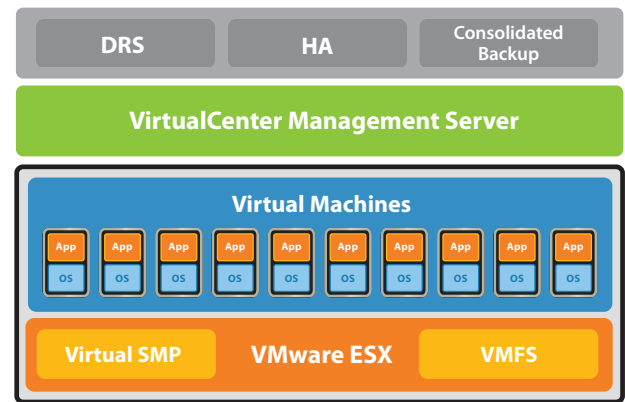 DRS
HA
Consolidated
Backup
VirtualCenter Management Server
Virtual Machines
App App App App App App App App App App
OS OS OS OS OS OS OS OS OS OS
Virtual SMP
VMware ESX
VMFS